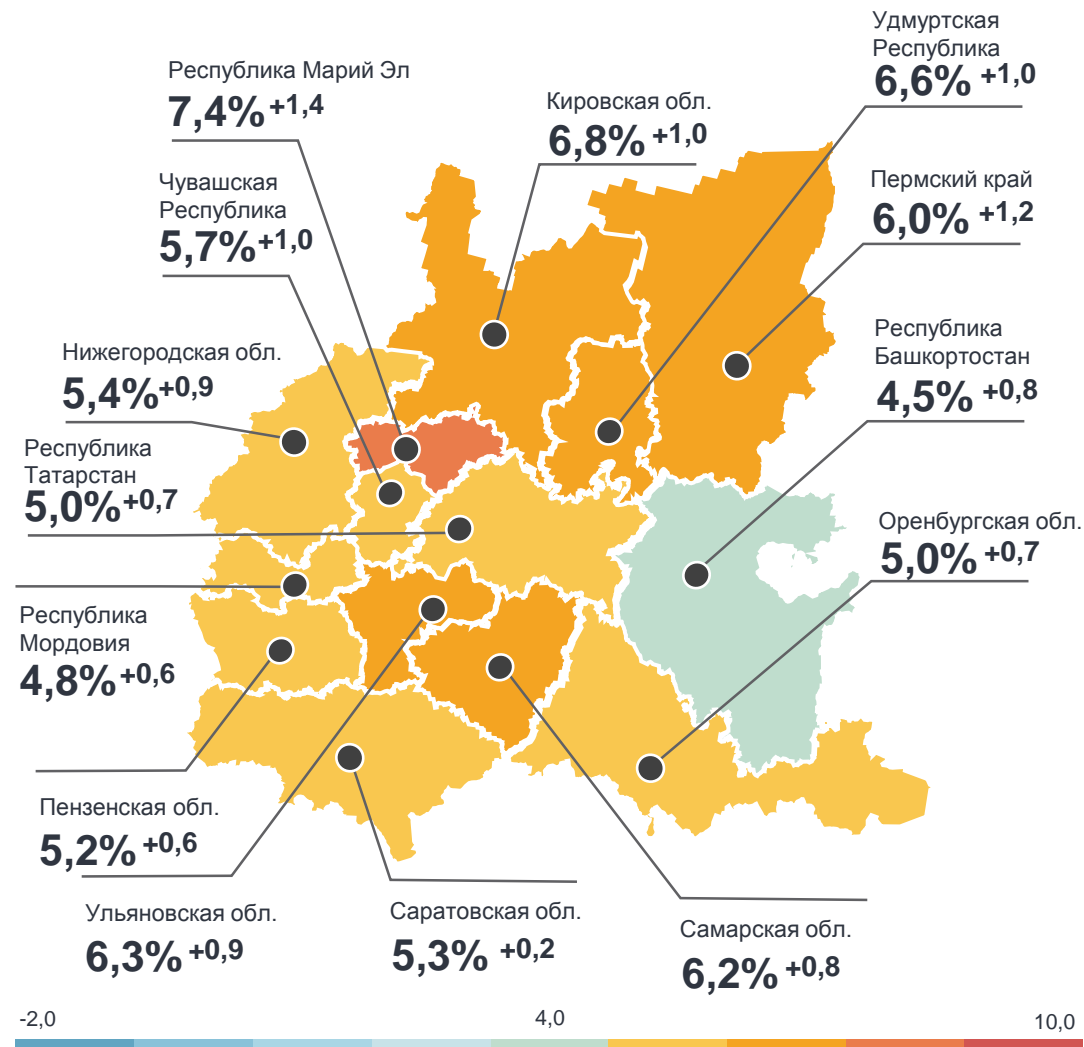 Удмуртская
Республика
6,6% +1,0
Республика Марий Эл
7,4% +1,4
Кировская обл.
6,8% +1,0
Чувашская
Республика
5,7% +1,0
Пермский край
6,0% +1,2
Нижегородская обл.
5,4% +0,9
Республика
Башкортостан
4,5% +0,8
Республика
Татарстан
5,0% +0,7
Оренбургская обл.
5,0% +0,7
Республика
Мордовия
4,8% +0,6
Пензенская обл.
5,2% +0,6
Ульяновская обл.
6,3% +0,9
Саратовская обл.
5,3% +0,2
Самарская обл.
6,2% +0,8
-2,0 4,0 10,0